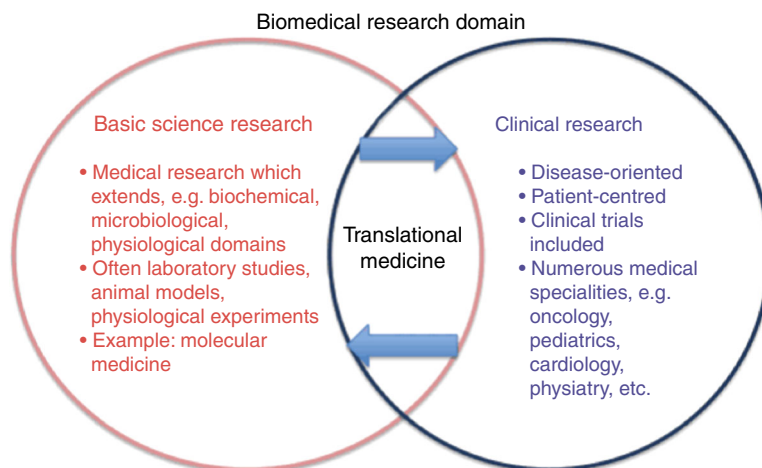 Biomedical research domain
Basic science research
• Medical research which
extends, e.g. biochemical,
microbiological,
physiological domains
• Often laboratory studies,
animal models,
physiological experiments
• Example: molecular
medicine
Translational
medicine
Clinical research
• Disease-oriented
• Patient-centred
• Clinical trials
included
• Numerous medical
specialities, e.g.
oncology,
pediatrics,
cardiology,
physiatry, etc.